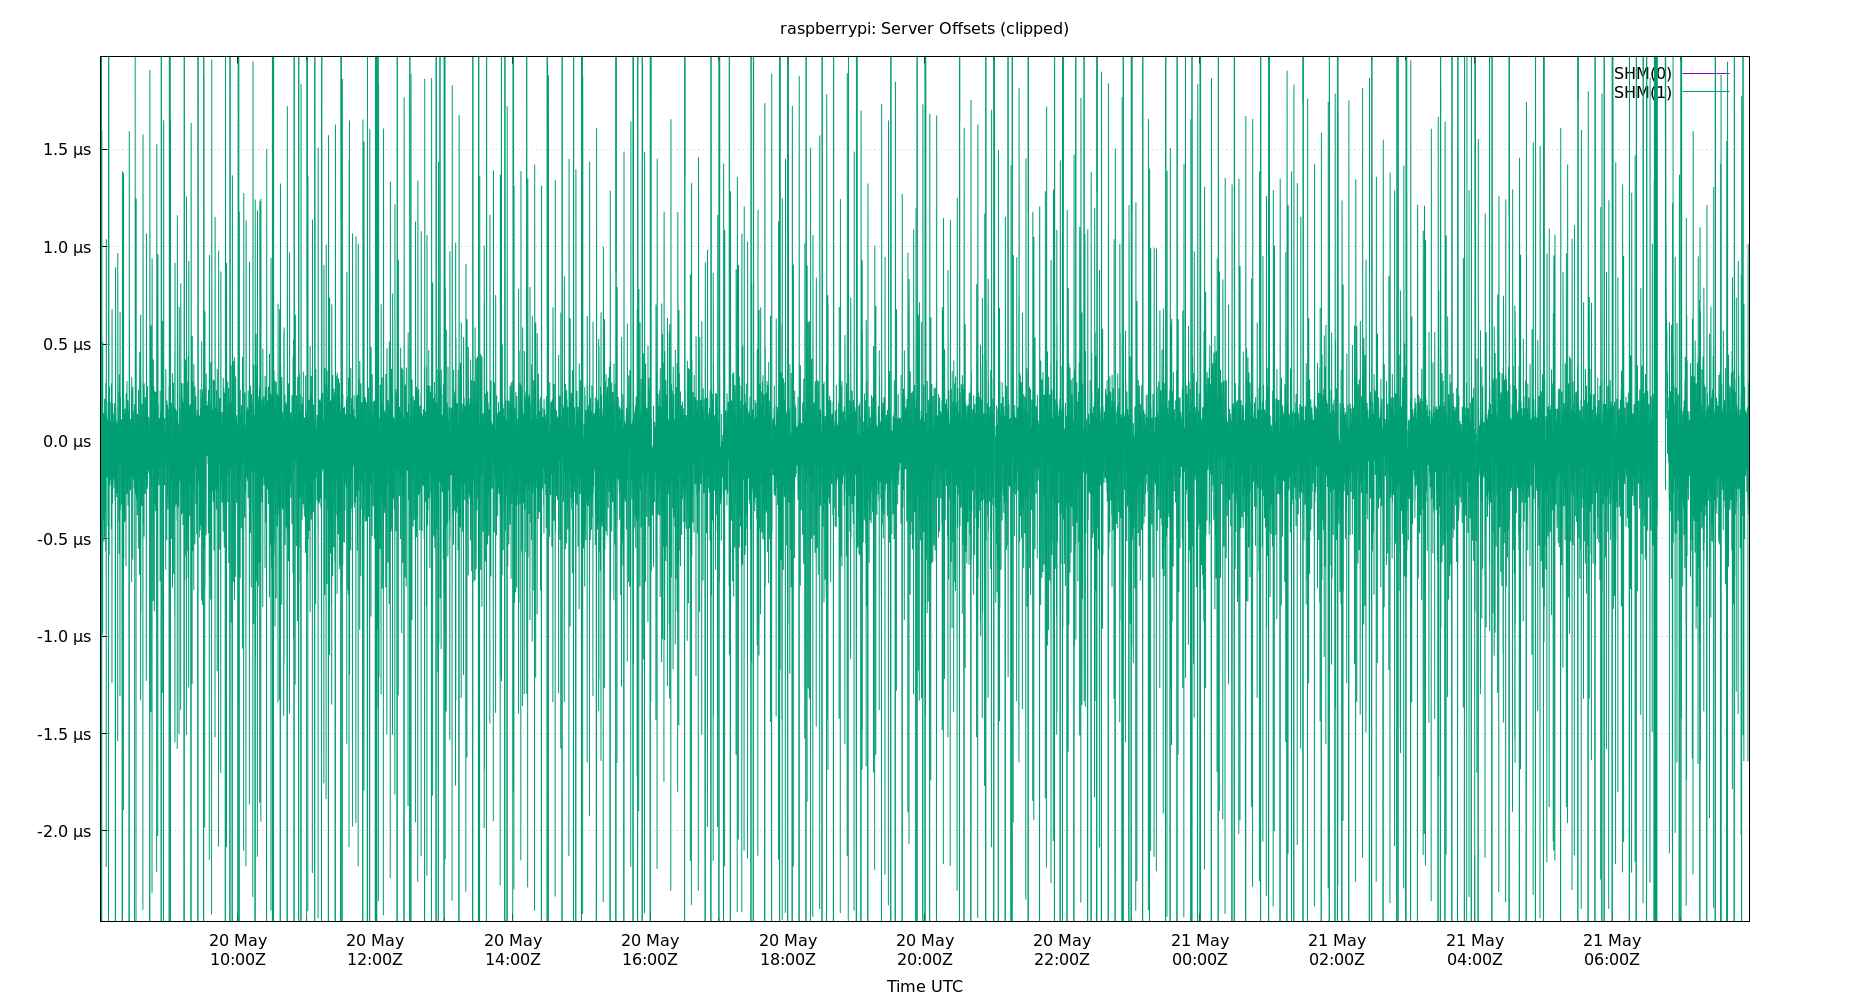 raspberrypi: Server Offsets (clipped)
SHM(0)
SHM(1)
1.5 µs
1.0 µs
0.5 µs
0.0 µs
-0.5 µs
-1.0 µs
-1.5 µs
-2.0 µs
20 May 20 May 20 May 20 May 20 May 20 May 20 May 21 May 21 May 21 May 21 May
10:00Z 12:00Z 14:00Z 16:00Z 18:00Z 20:00Z 22:00Z 00:00Z 02:00Z 04:00Z 06:00Z
Time UTC